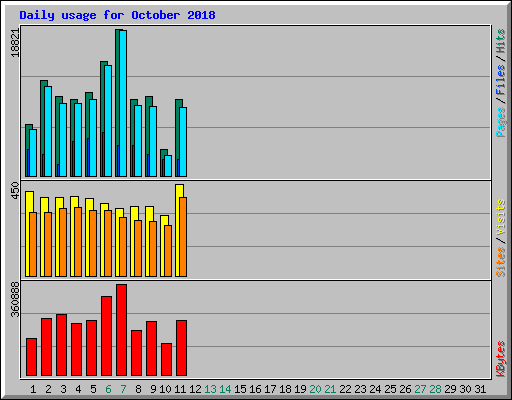 Daily usage for October 2018
18821
Pages / Files / Hits
450
Sites / Visits
360888
KBytes
1 2 3 4 5 6 7 8 9 10 11 12 13 14 15 16 17 18 19 20 21 22 23 24 25 26 27 28 29 30 31